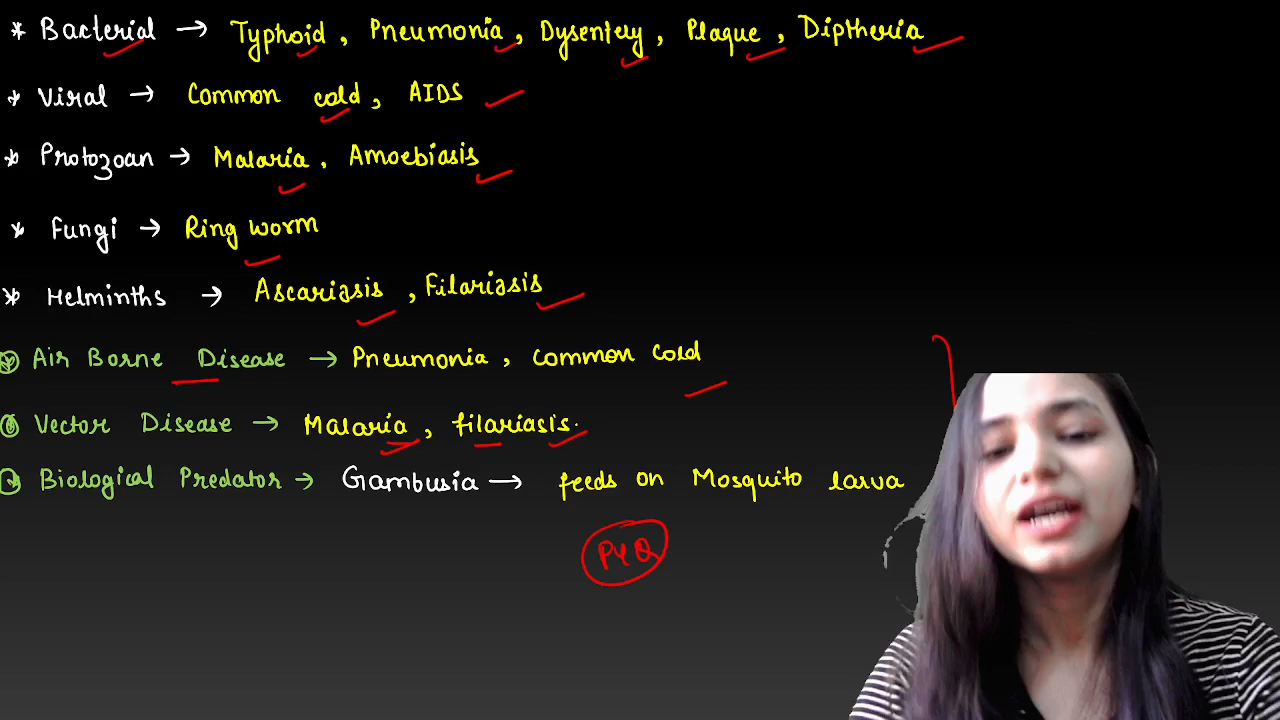 * Bacterial → Typhoid, Pneumonia, Dysentery, Plaque, Diptheria
* Viral → Common cold, AIDS
* Protozoan → Malaria, Amoebiasis
* Fungi → Ring worm
* Helminths → Ascariasis, Filariasis
Air Borne Disease → Pneumonia, common cold
Vector Disease → Malaria, filariasis.
Biological Predator → Gambusia → feeds on Mosquito larva
PYQ